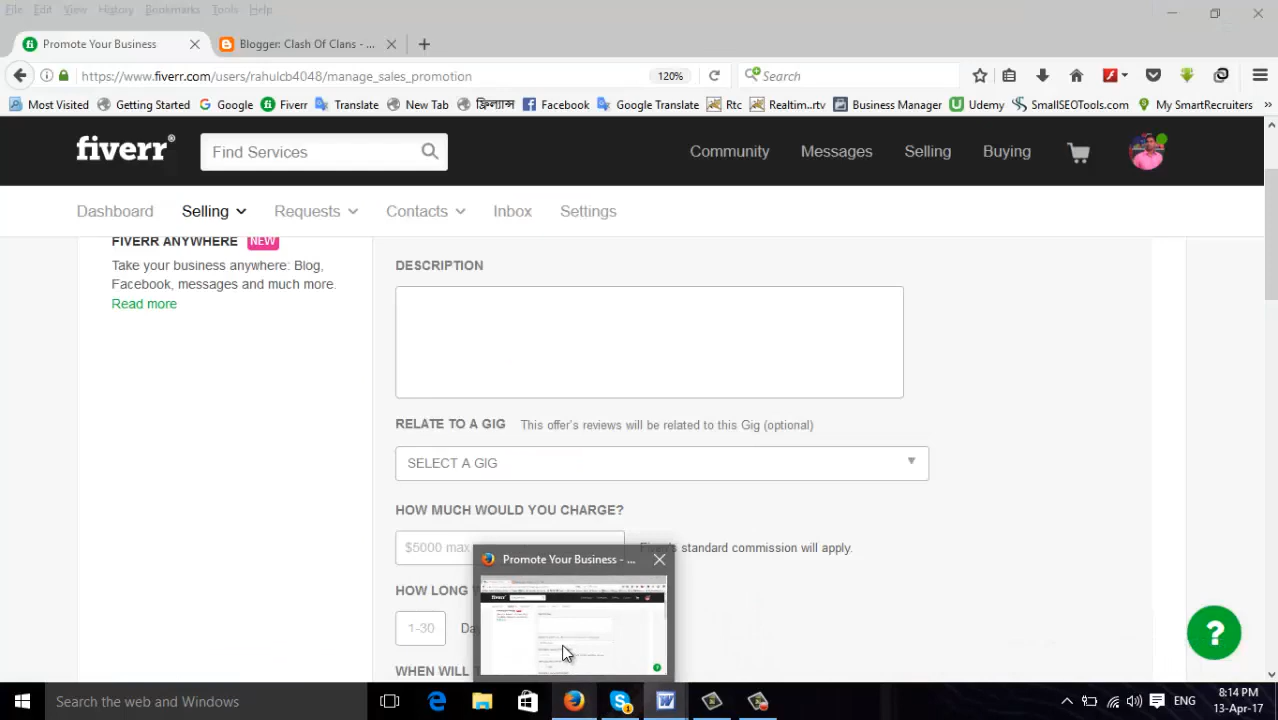 File Edit View History Bookmarks Tools Help
Promote Your Business
Blogger: Clash Of Clans - ...
https://www.fiverr.com/users/rahulcb4048/manage_sales_promotion
120%
Search
Most Visited Getting Started Google Fiverr Translate New Tab ফ্রিল্যান্স Facebook Google Translate Rtc Realtim...rtv Business Manager Udemy SmallSEOTools.com My SmartRecruiters »
fiverr®
Find Services
Community Messages Selling Buying
Dashboard Selling Requests Contacts Inbox Settings
FIVERR ANYWHERE NEW
Take your business anywhere: Blog,
Facebook, messages and much more.
Read more
DESCRIPTION
RELATE TO A GIG This offer's reviews will be related to this Gig (optional)
SELECT A GIG
HOW MUCH WOULD YOU CHARGE?
$5000 max
Fiverr's standard commission will apply.
HOW LONG
1-30
WHEN WILL
Promote Your Business - ...
?
Search the web and Windows
ENG
8:14 PM
13-Apr-17